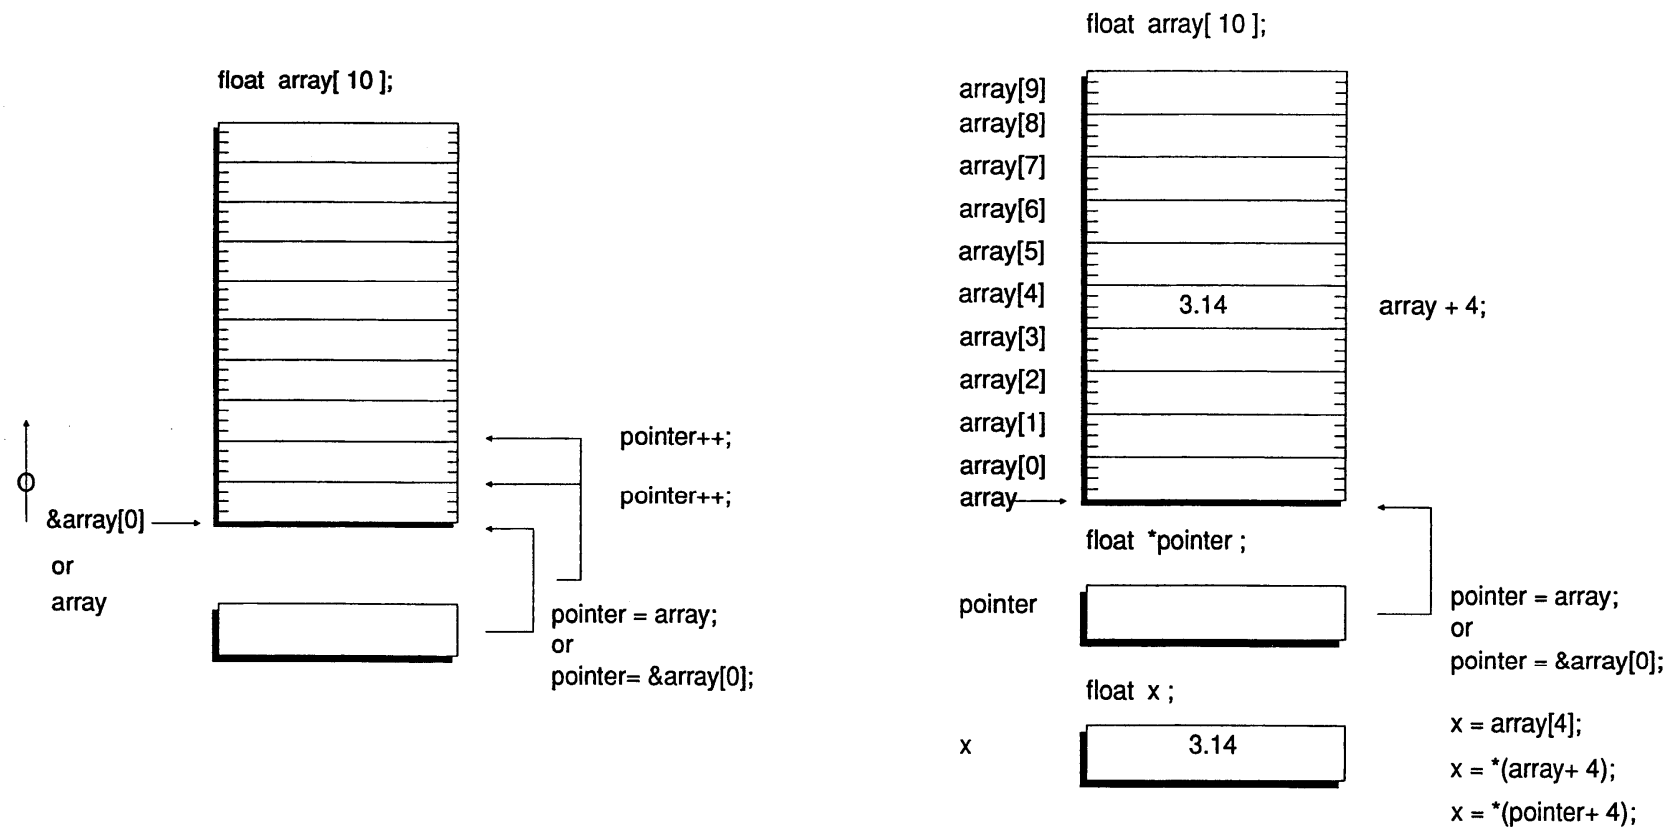 float array[ 10 ];
pointer++;
pointer++;
&array[0]
or
array
pointer = array;
or
pointer= &array[0];
float array[ 10 ];
array[9]
array[8]
array[7]
array[6]
array[5]
array[4]
3.14
array + 4;
array[3]
array[2]
array[1]
array[0]
array
float *pointer ;
pointer
pointer = array;
or
pointer = &array[0];
float x ;
x
3.14
x = array[4];
x = *(array+ 4);
x = *(pointer+ 4);